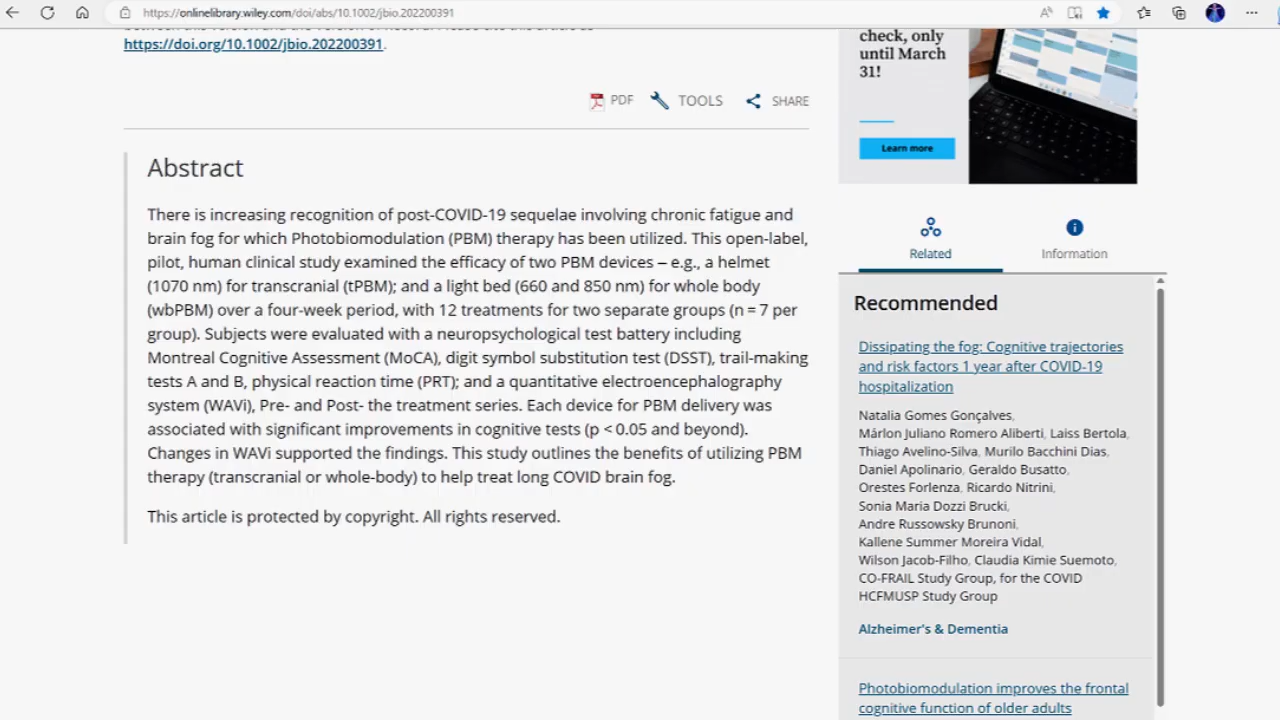 https://onlinelibrary.wiley.com/doi/abs/10.1002/jbio.202200391
https://doi.org/10.1002/jbio.202200391.
PDF TOOLS SHARE
Abstract
There is increasing recognition of post-COVID-19 sequelae involving chronic fatigue and
brain fog for which Photobiomodulation (PBM) therapy has been utilized. This open-label,
pilot, human clinical study examined the efficacy of two PBM devices – e.g., a helmet
(1070 nm) for transcranial (tPBM); and a light bed (660 and 850 nm) for whole body
(wbPBM) over a four-week period, with 12 treatments for two separate groups (n = 7 per
group). Subjects were evaluated with a neuropsychological test battery including
Montreal Cognitive Assessment (MoCA), digit symbol substitution test (DSST), trail-making
tests A and B, physical reaction time (PRT); and a quantitative electroencephalography
system (WAVi), Pre- and Post- the treatment series. Each device for PBM delivery was
associated with significant improvements in cognitive tests (p < 0.05 and beyond).
Changes in WAVi supported the findings. This study outlines the benefits of utilizing PBM
therapy (transcranial or whole-body) to help treat long COVID brain fog.
This article is protected by copyright. All rights reserved.
check, only
until March
31!
Learn more
Related Information
Recommended
Dissipating the fog: Cognitive trajectories
and risk factors 1 year after COVID-19
hospitalization
Natalia Gomes Gonçalves,
Márlon Juliano Romero Aliberti, Laiss Bertola,
Thiago Avelino-Silva, Murilo Bacchini Dias,
Daniel Apolinario, Geraldo Busatto,
Orestes Forlenza, Ricardo Nitrini,
Sonia Maria Dozzi Brucki,
Andre Russowsky Brunoni,
Kallene Summer Moreira Vidal,
Wilson Jacob-Filho, Claudia Kimie Suemoto,
CO-FRAIL Study Group, for the COVID
HCFMUSP Study Group
Alzheimer's & Dementia
Photobiomodulation improves the frontal
cognitive function of older adults